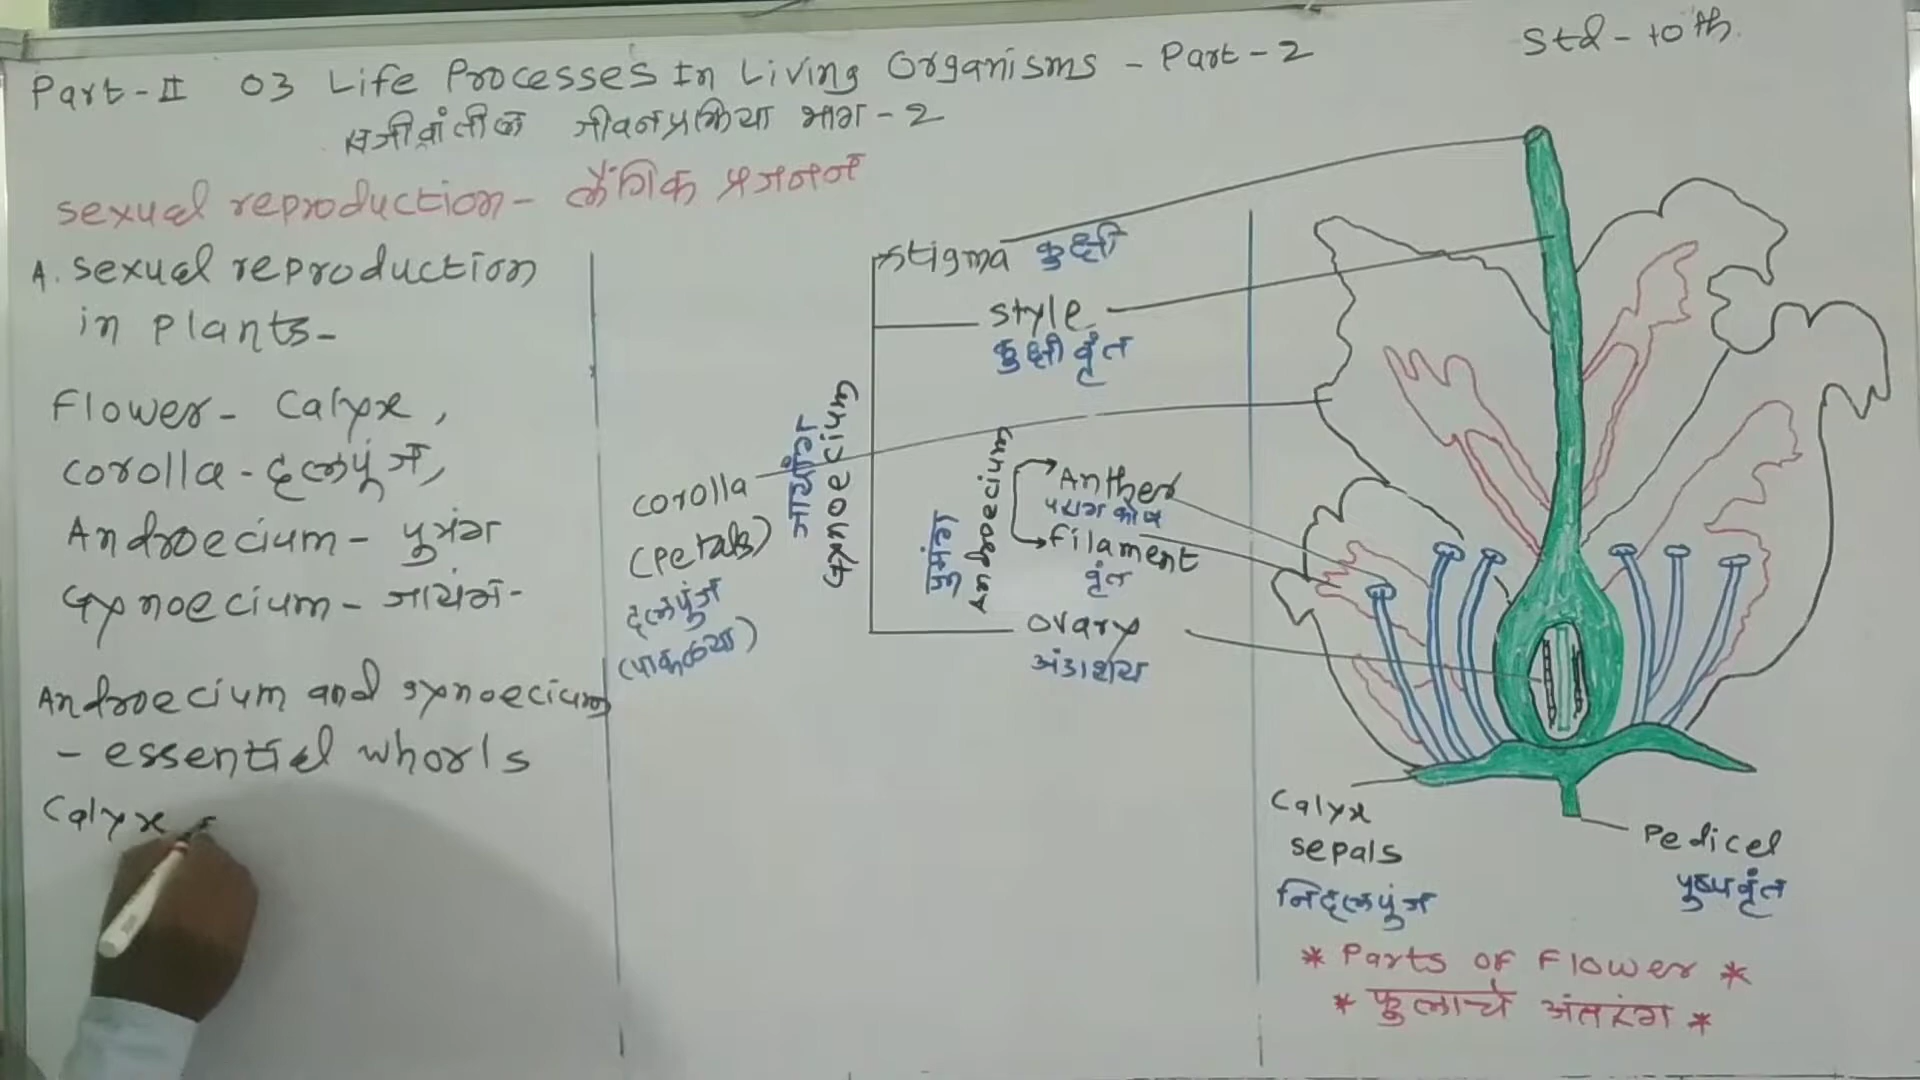 Std - 10th.
Part-II 03 Life Processes In Living Organisms - Part-2
सजीवांतील जीवनप्रक्रिया भाग-2
sexual reproduction - लैंगिक प्रजनन
A. sexual reproduction
in Plants-
Flower- Calyx,
corolla-दलपूंज,
Androecium- पुमंग
Gynoecium- जायांग-
Androecium and gynoecium
- essential whorls
Calyx
corolla
(Petals)
दलपूंज
(पाकळ्या)
जायांग
Gynoecium
stigma कुक्षी
style
कुक्षी वृंत
पुमंग
Androecium
Anther
परागकोष
filament
वृंत
ovary
अंडाशय
Calyx
sepals
निदलपूंज
Pedicel
पुष्पवृंत
* Parts OF Flower *
* फुलाचे अंतरंग *